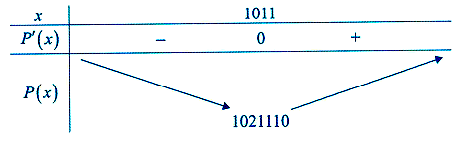 x 1011
P′(x) − 0 +
P(x)
1021110